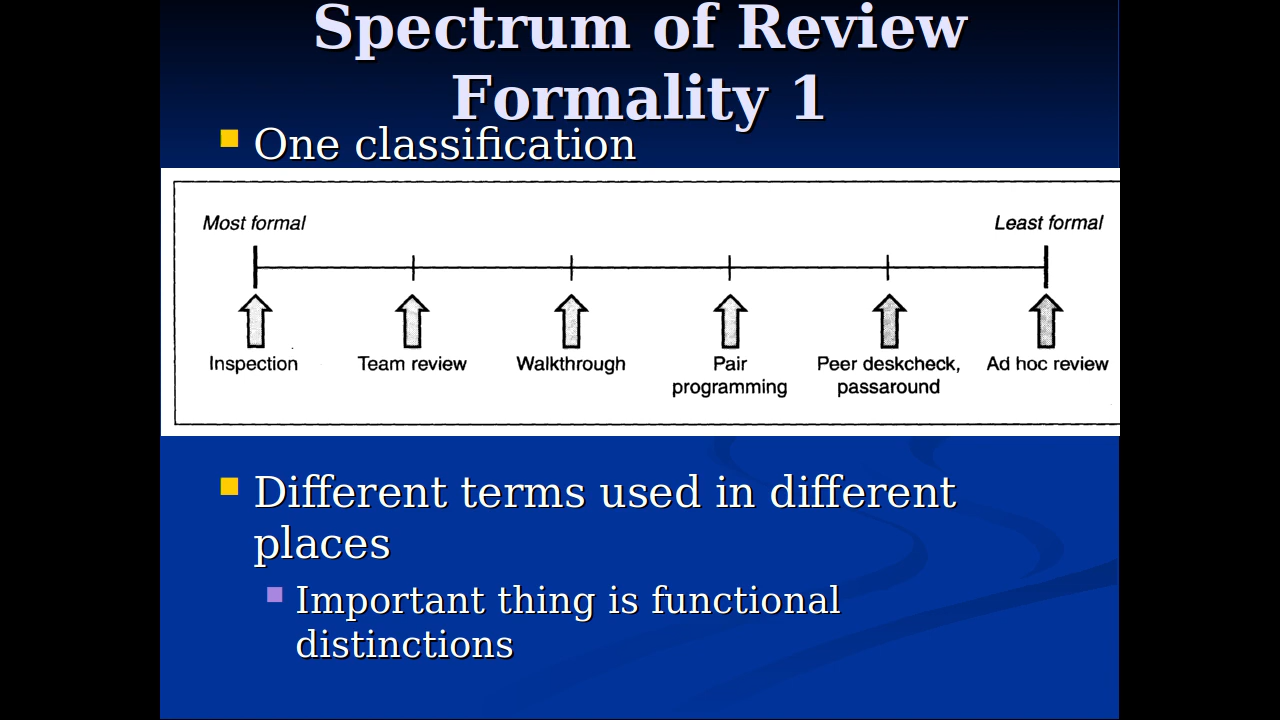 Spectrum of Review
Formality 1
One classification
Most formal
Least formal
Inspection
Team review
Walkthrough
Pair
programming
Peer deskcheck,
passaround
Ad hoc review
Different terms used in different
places
Important thing is functional
distinctions